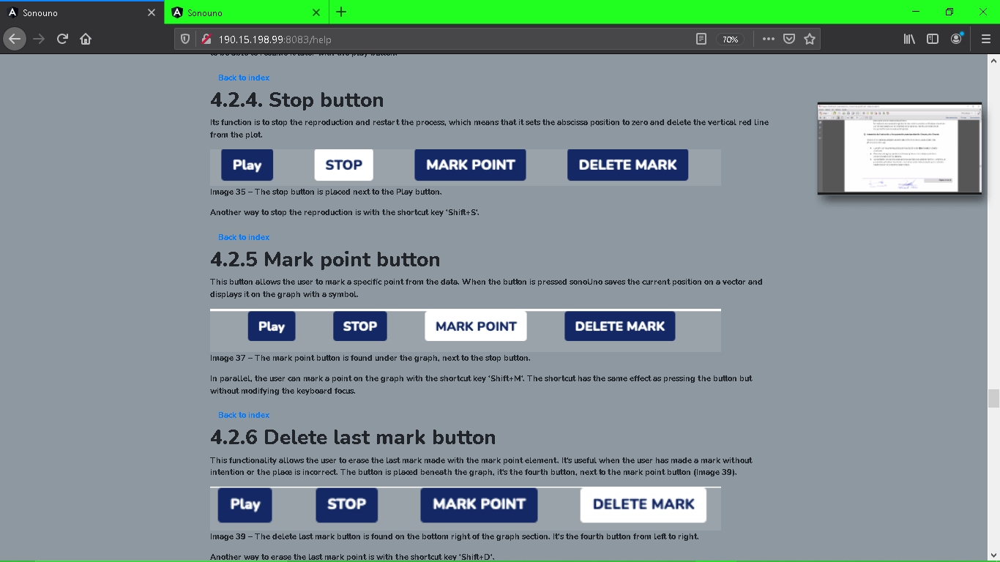 Sonouno
Sonouno
190.15.198.99:8083/help
70%
to be able to resume it later with the play button.
Back to index
4.2.4. Stop button
Its function is to stop the reproduction and restart the process, which means that it sets the abscissa position to zero and delete the vertical red line
from the plot.
Play STOP MARK POINT DELETE MARK
Image 35 – The stop button is placed next to the Play button.
Another way to stop the reproduction is with the shortcut key 'Shift+S'.
Back to index
4.2.5 Mark point button
This button allows the user to mark a specific point from the data. When the button is pressed sonoUno saves the current position on a vector and
displays it on the graph with a symbol.
Play STOP MARK POINT DELETE MARK
Image 37 – The mark point button is found under the graph, next to the stop button.
In parallel, the user can mark a point on the graph with the shortcut key 'Shift+M'. The shortcut has the same effect as pressing the button but
without modifying the keyboard focus.
Back to index
4.2.6 Delete last mark button
This functionality allows the user to erase the last mark made with the mark point element. It's useful when the user has made a mark without
intention or the place is incorrect. The button is placed beneath the graph, it's the fourth button, next to the mark point button (Image 39).
Play STOP MARK POINT DELETE MARK
Image 39 – The delete last mark button is found on the bottom right of the graph section. It's the fourth button from left to right.
Another way to erase the last mark point is with the shortcut key 'Shift+D'.